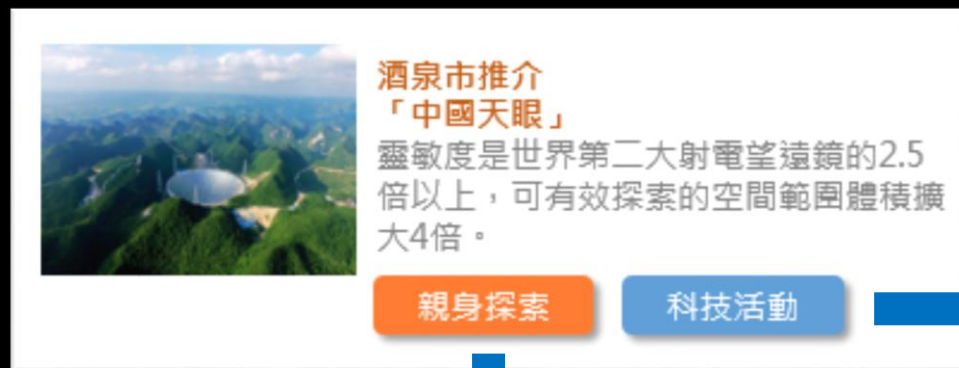 酒泉市推介
「中國天眼」
靈敏度是世界第二大射電望遠鏡的2.5
倍以上，可有效探索的空間範圍體積擴
大4倍。
親身探索
科技活動